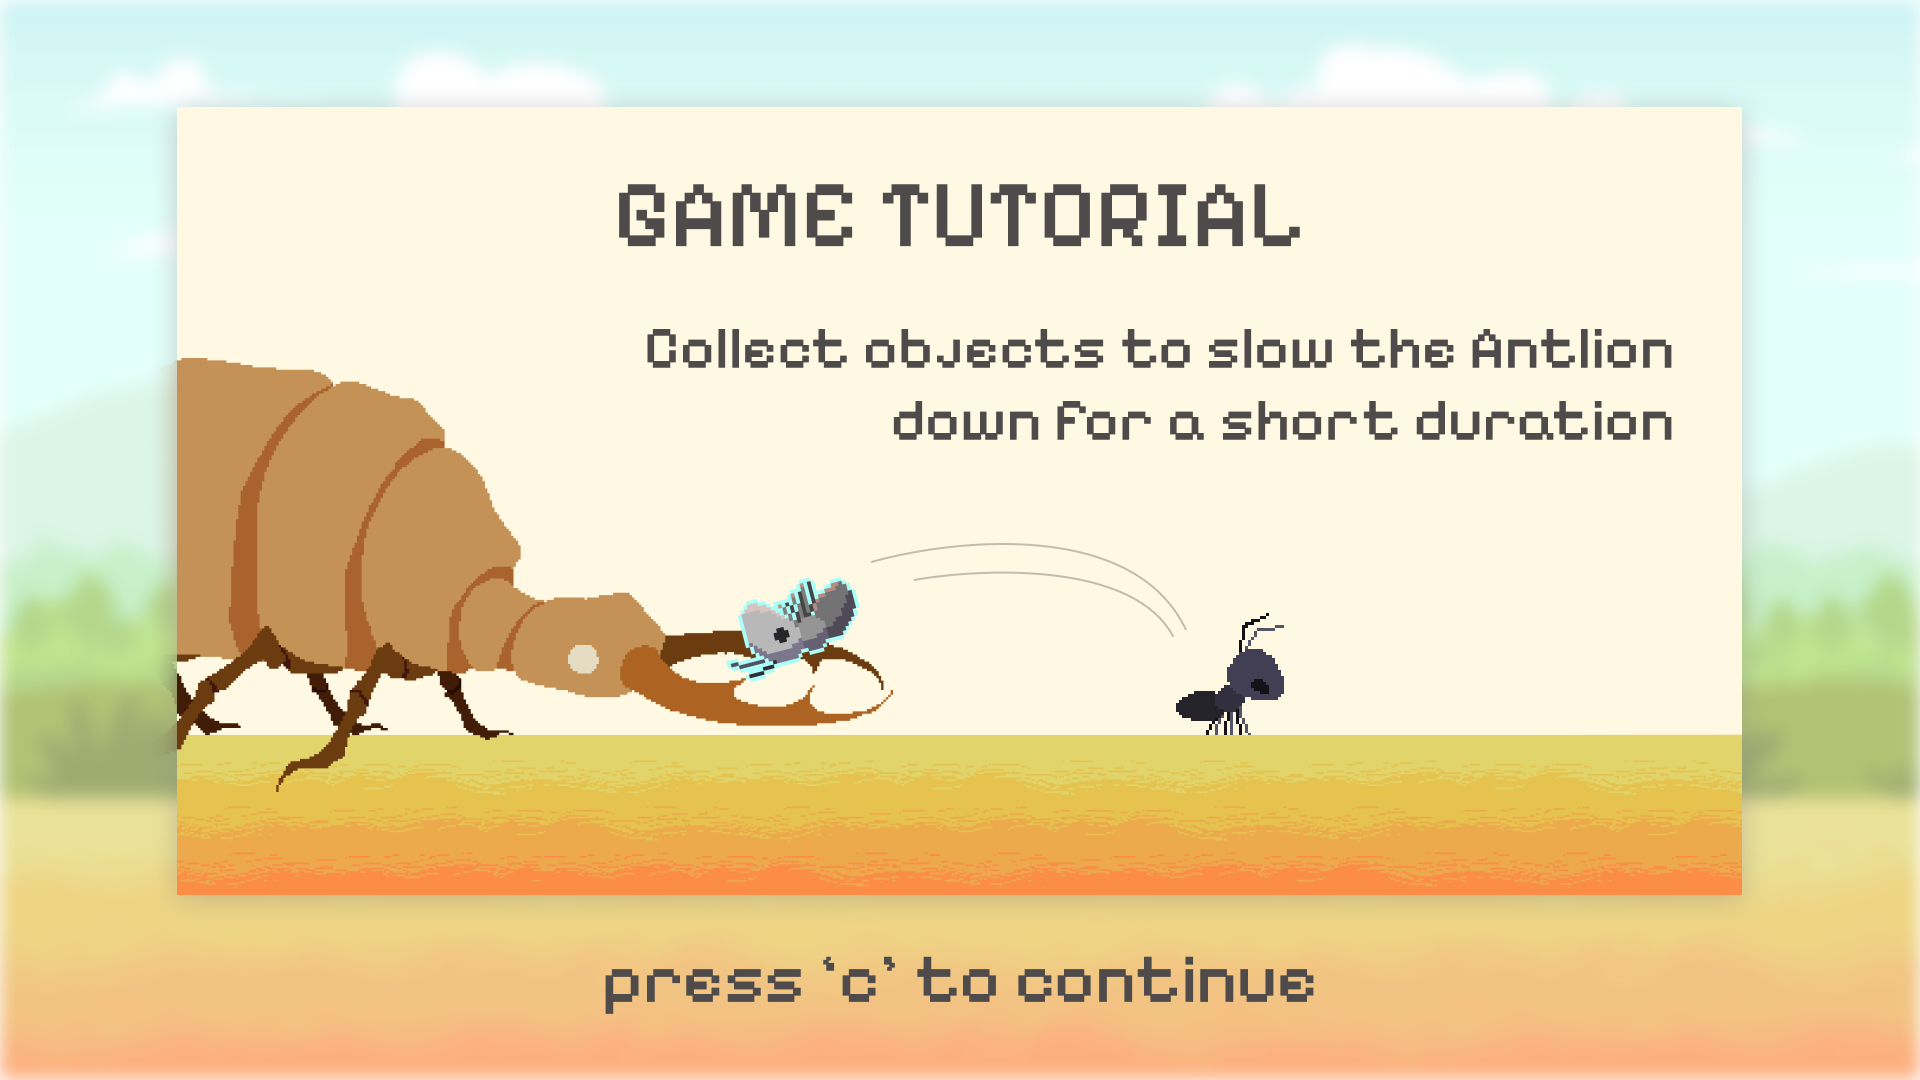 GAME TUTORIAL
Collect objects to slow the Antlion
down for a short duration
press ‘c’ to continue